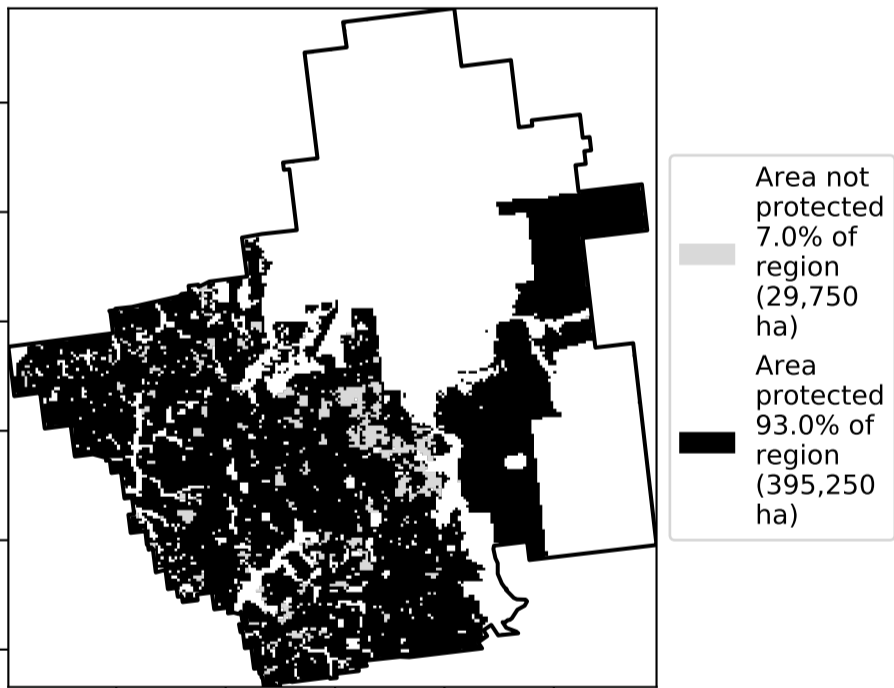 Area not
protected
7.0% of
region
(29,750
ha)
Area
protected
93.0% of
region
(395,250
ha)